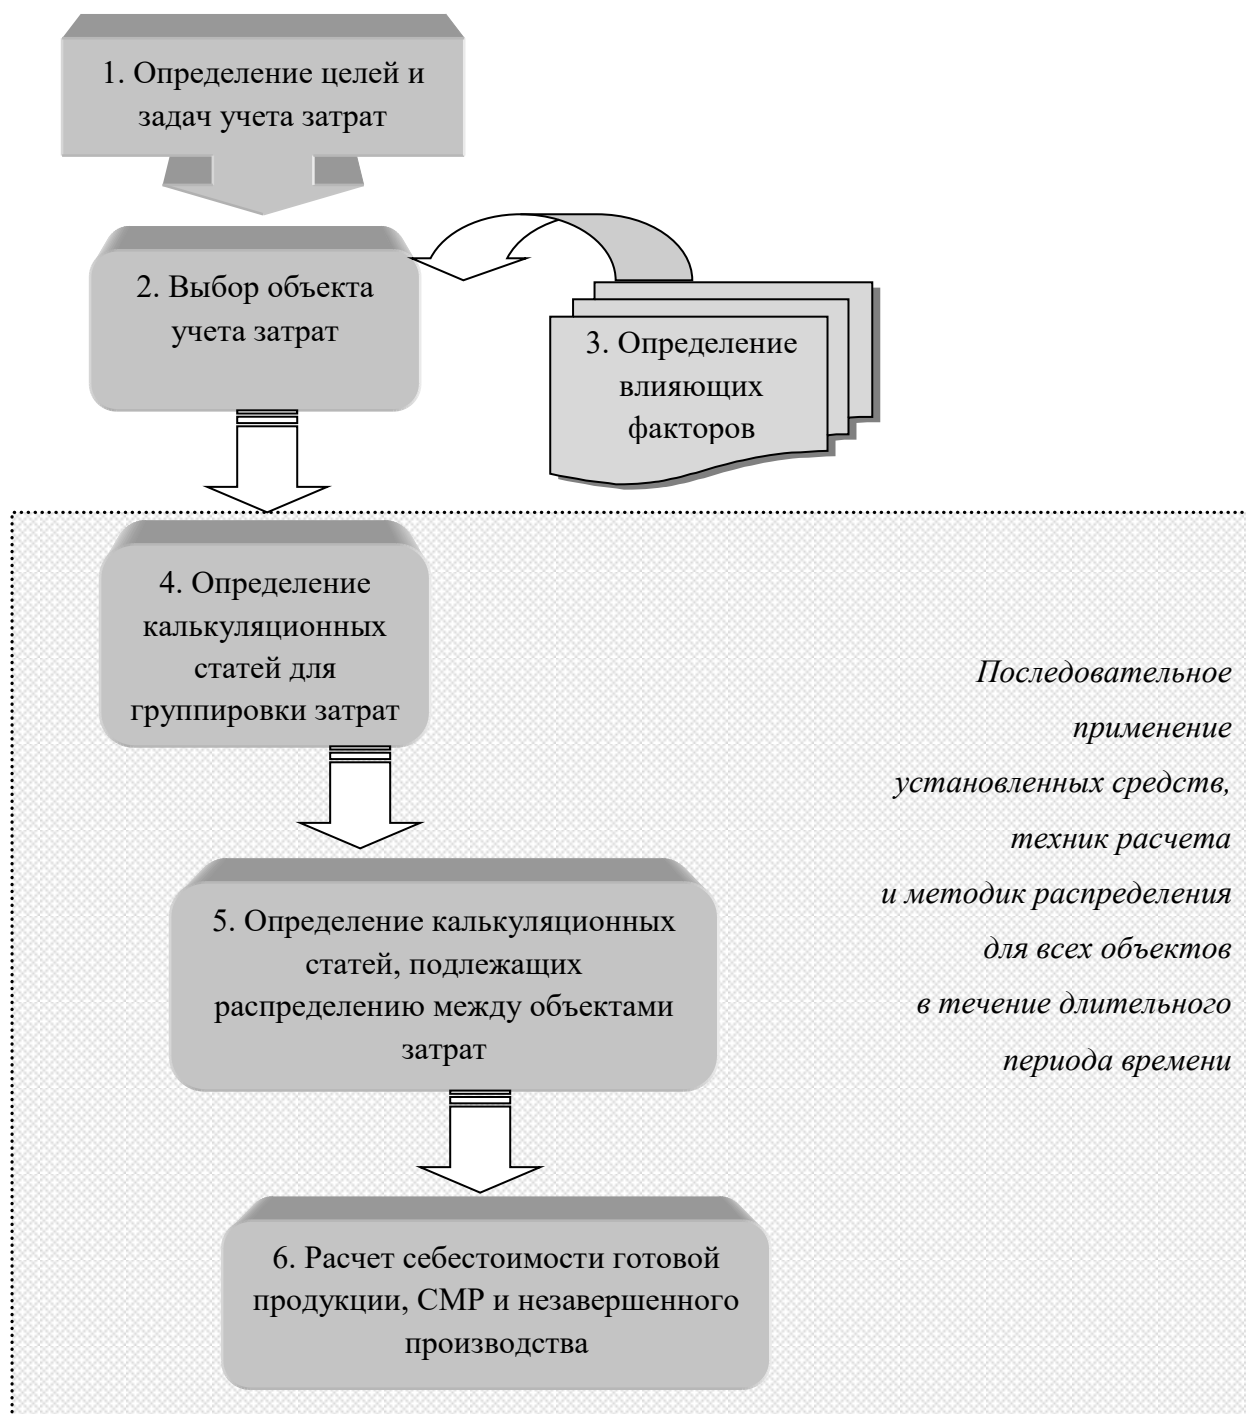 1. Определение целей и
задач учета затрат
2. Выбор объекта
учета затрат
3. Определение
влияющих
факторов
4. Определение
калькуляционных
статей для
группировки затрат
Последовательное
применение
установленных средств,
техник расчета
и методик распределения
для всех объектов
в течение длительного
периода времени
5. Определение калькуляционных
статей, подлежащих
распределению между объектами
затрат
6. Расчет себестоимости готовой
продукции, СМР и незавершенного
производства